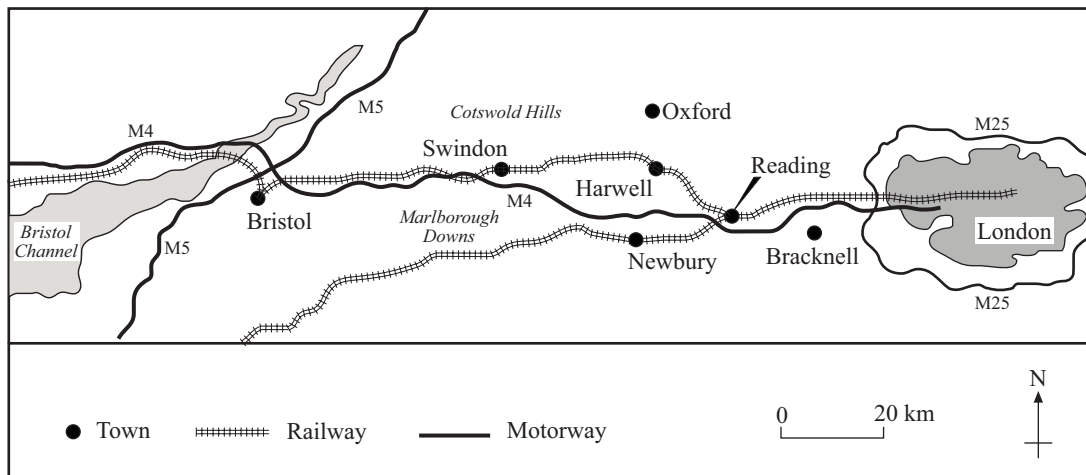 M25
M5
Cotswold Hills
Oxford
M4
Swindon
Reading
Harwell
M4
Bristol
Marlborough
Downs
London
Bristol
Channel
M5
Newbury
Bracknell
M25
N
0 20 km
Town
Railway
Motorway